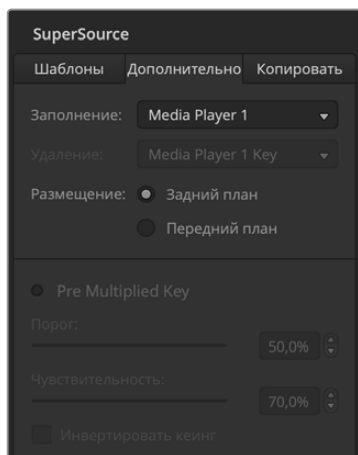 SuperSource
Шаблоны Дополнительно Копировать
Заполнение: Media Player 1
Удаление: Media Player 1 Key
Размещение: Задний план
Передний план
Pre Multiplied Key
Порог:
50,0%
Чувствительность:
70,0%
Инвертировать кеинг